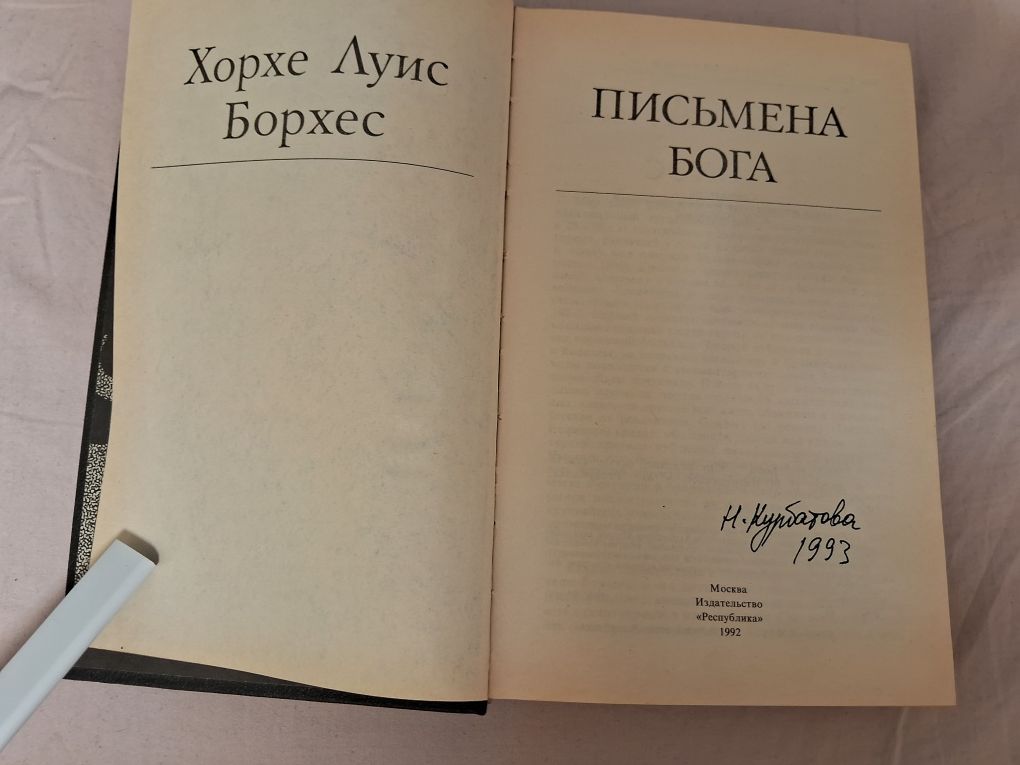 Хорхе Луис
Борхес
ПИСЬМЕНА
БОГА
Н. Курбатова
1993
Москва
Издательство
«Республика»
1992